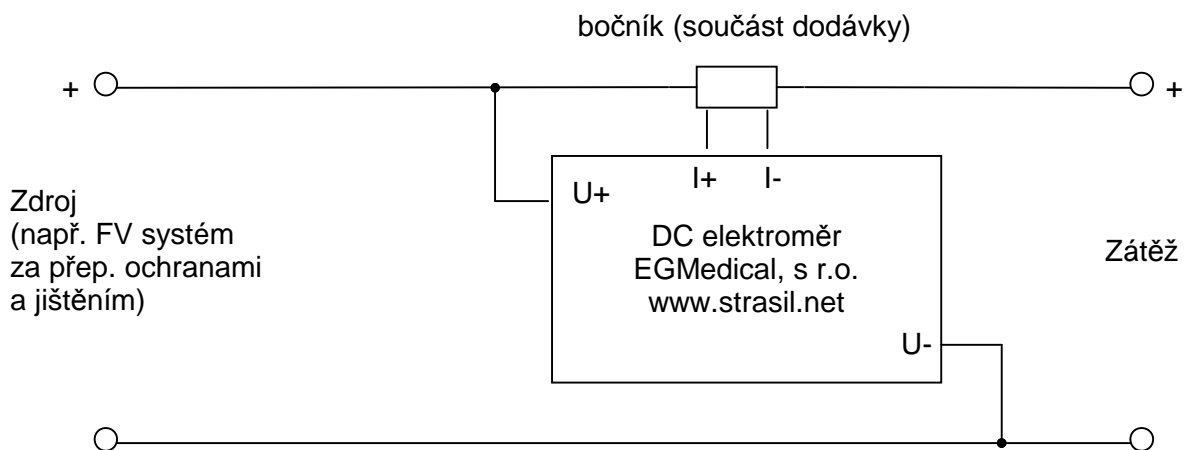 bočník (součást dodávky)
+
+
I+ I-
U+
Zdroj
(např. FV systém
za přep. ochranami
a jištěním)
DC elektroměr
EGMedical, s r.o.
www.strasil.net
Zátěž
U-